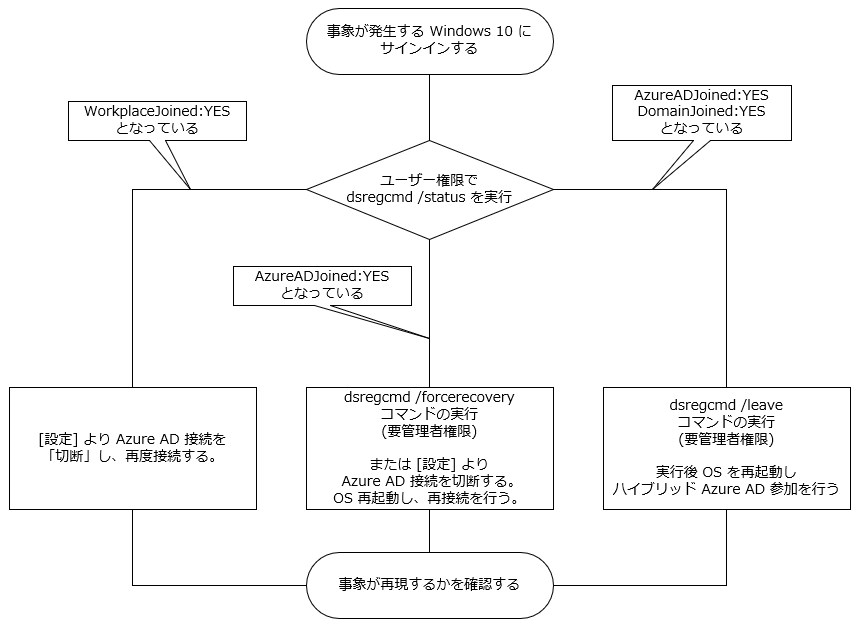 事象が発生する Windows 10 に
サインインする
WorkplaceJoined:YES
となっている
AzureADJoined:YES
DomainJoined:YES
となっている
ユーザー権限で
dsregcmd /status を実行
AzureADJoined:YES
となっている
[設定] より Azure AD 接続を
「切断」し、再度接続する。
dsregcmd /forcerecovery
コマンドの実行
(要管理者権限)
または [設定] より
Azure AD 接続を切断する。
OS 再起動し、再接続を行う。
dsregcmd /leave
コマンドの実行
(要管理者権限)
実行後 OS を再起動し
ハイブリッド Azure AD 参加を行う
事象が再現するかを確認する